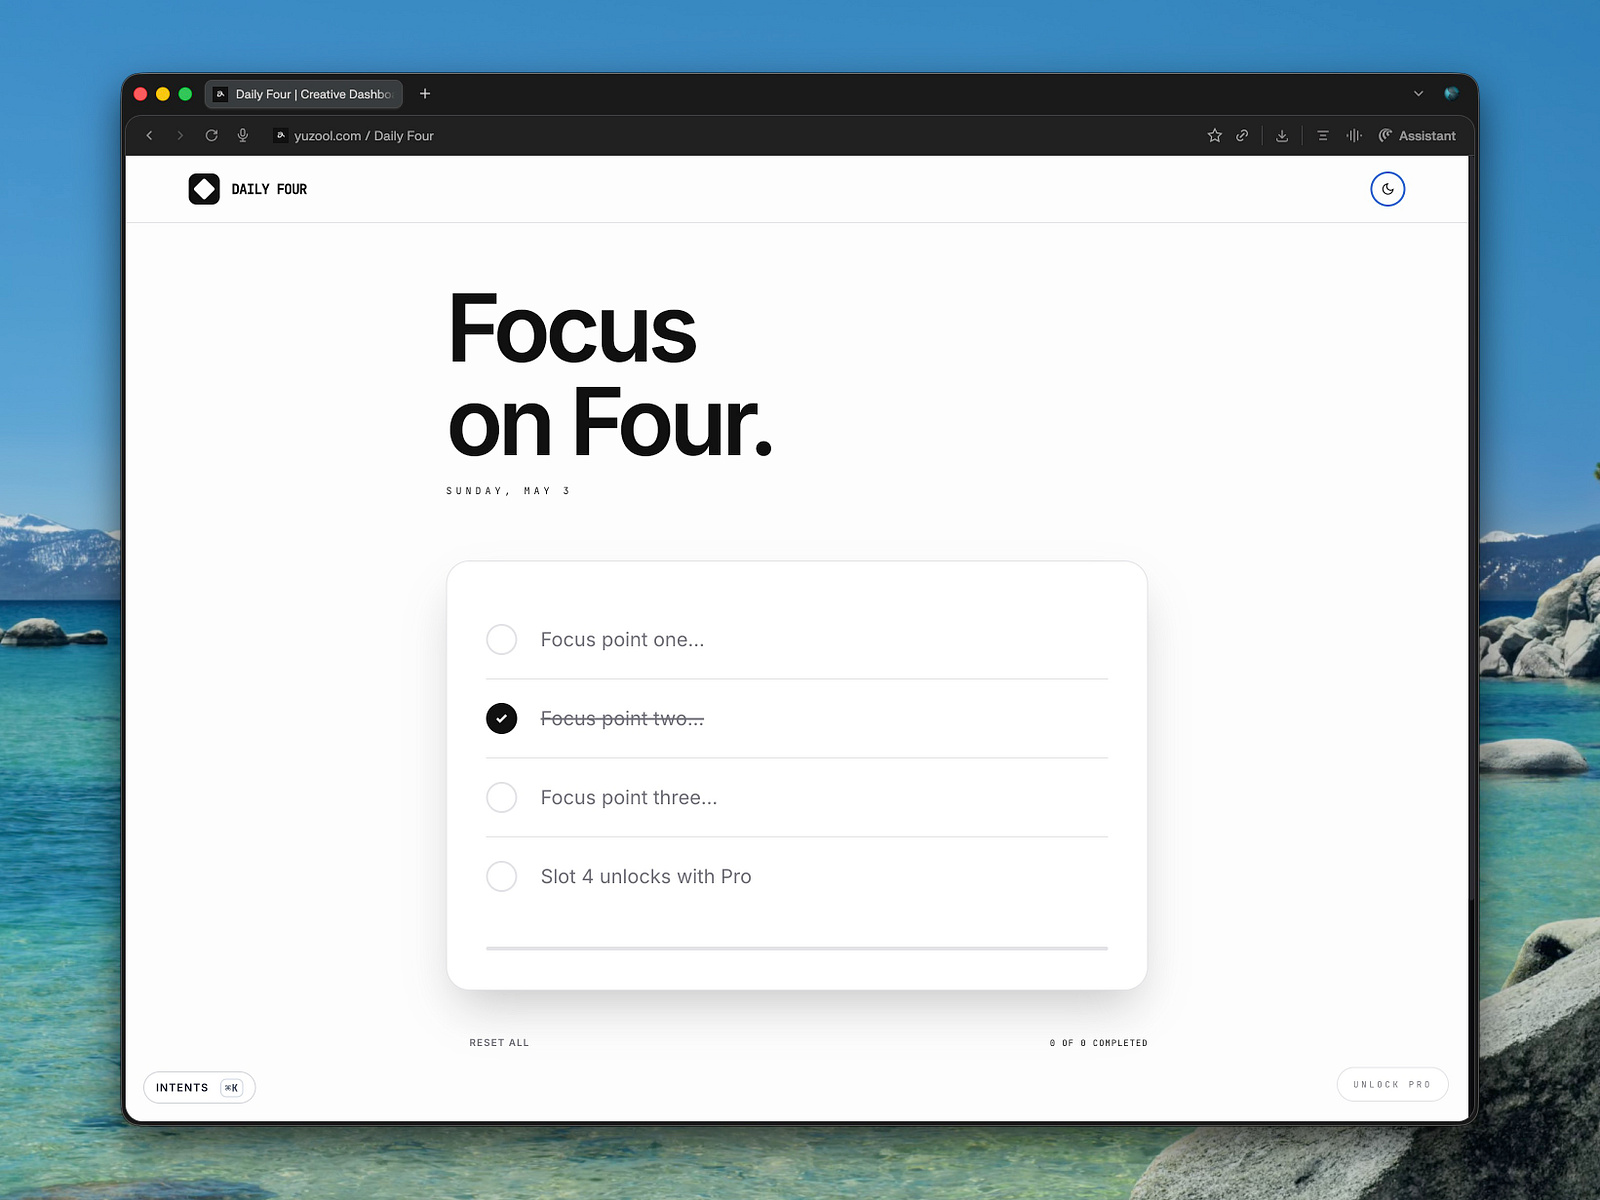 Daily Four | Creative Dashbo
yuzool.com / Daily Four
Assistant
DAILY FOUR
Focus
on Four.
SUNDAY, MAY 3
Focus point one...
Focus point two...
Focus point three...
Slot 4 unlocks with Pro
RESET ALL
0 OF 0 COMPLETED
INTENTS ⌘K
UNLOCK PRO